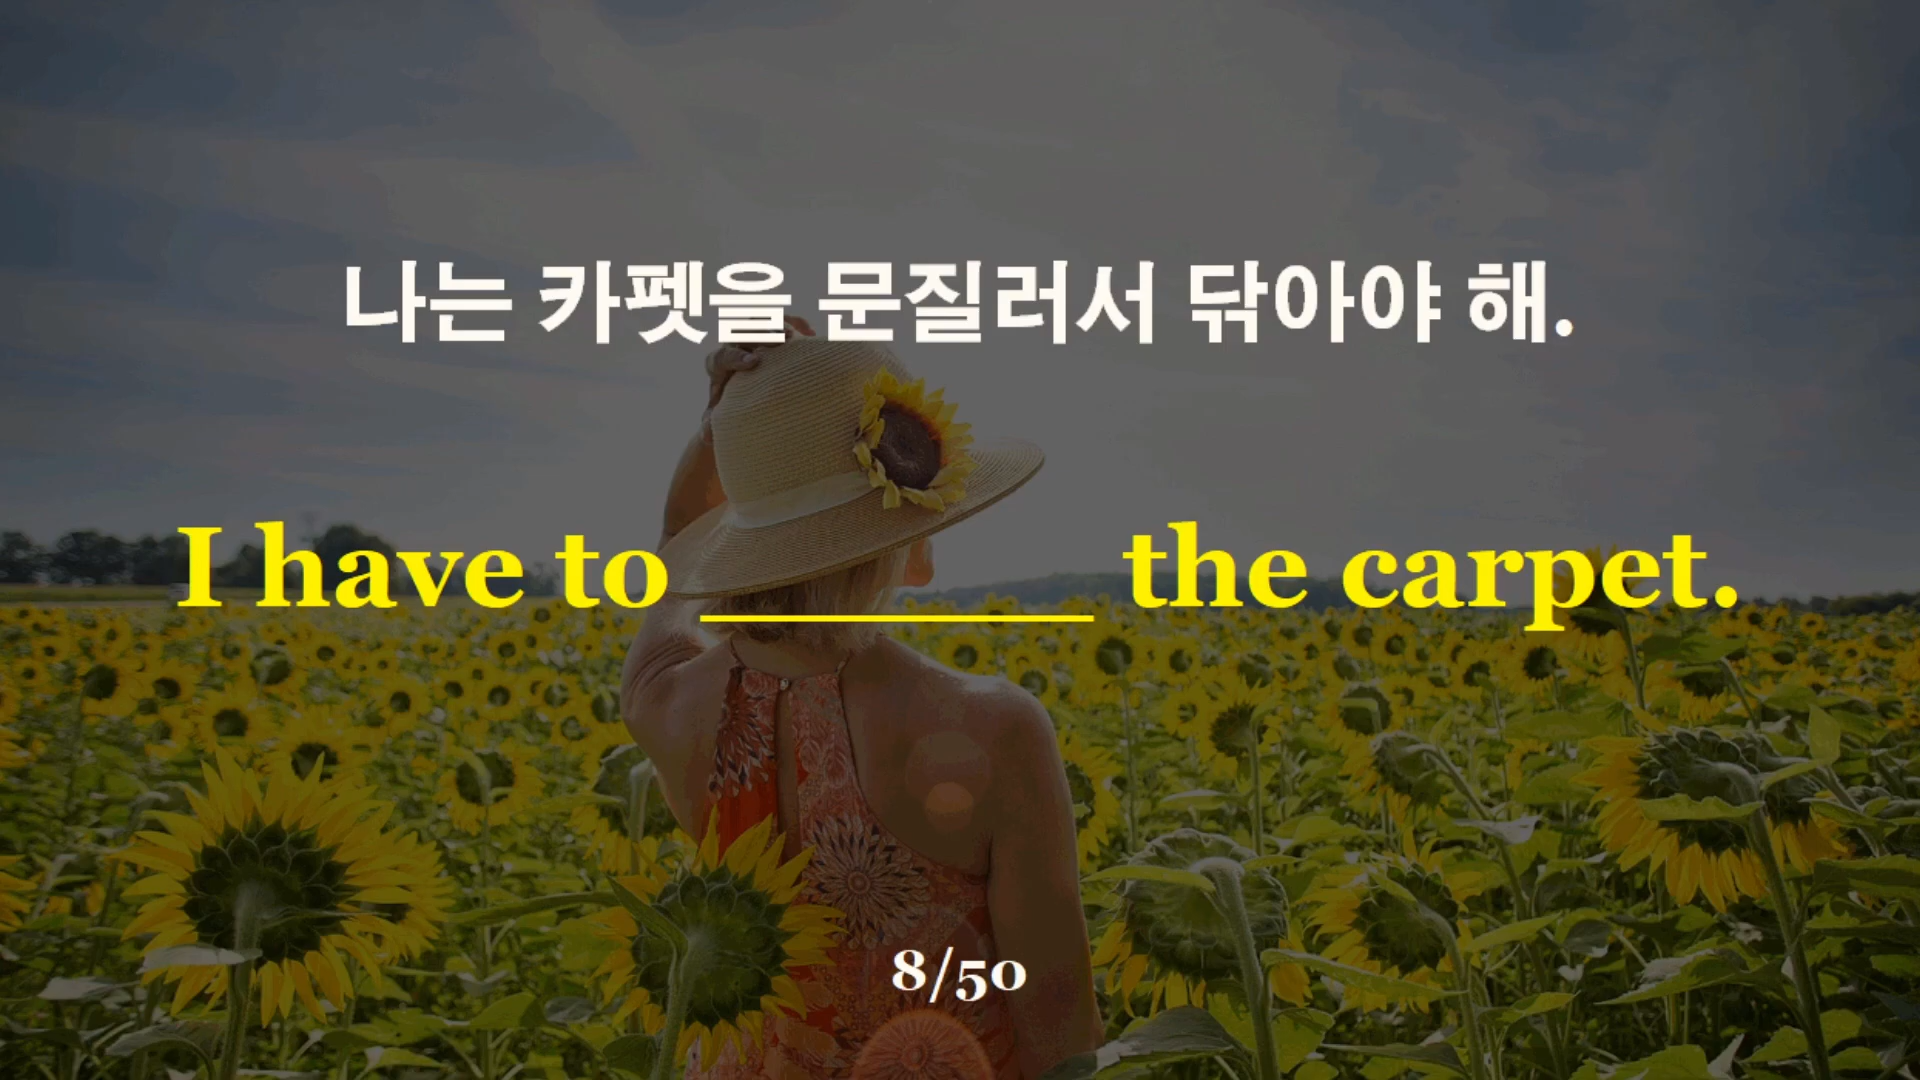 나는 카펫을 문질러서 닦아야 해.
I have to ________ the carpet.
8/50